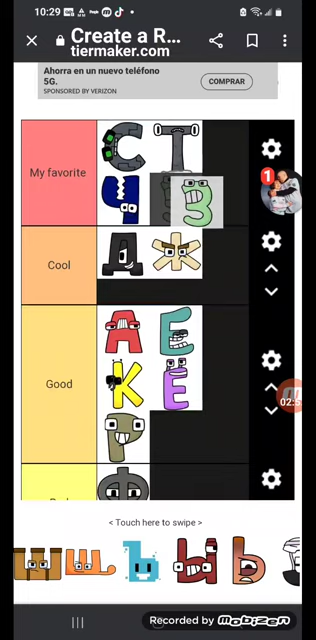 10:29
Create a R...
tiermaker.com
Ahorra en un nuevo teléfono
5G.
SPONSORED BY VERIZON
COMPRAR
My favorite
С Т
Ч З
1
Cool
Д Ж
Good
А Е
К Ё
Р
Ф
< Touch here to swipe >
Ш Щ Ь Ы Ъ
Recorded by mobizen